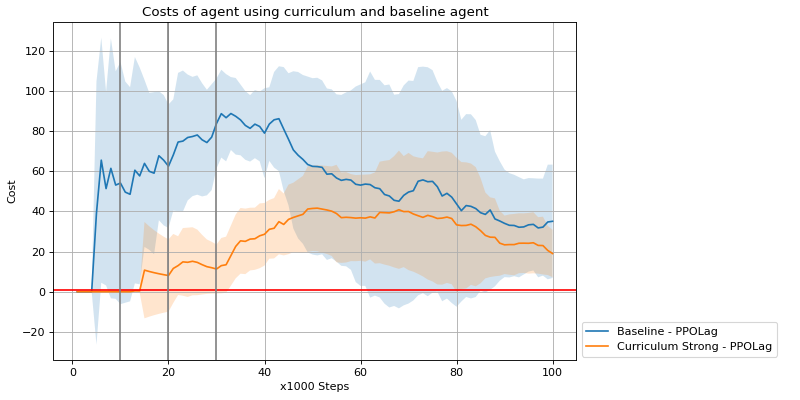 Costs of agent using curriculum and baseline agent
120
100
80
60
40
20
0
−20
Cost
0 20 40 60 80 100
x1000 Steps
Baseline - PPOLag
Curriculum Strong - PPOLag